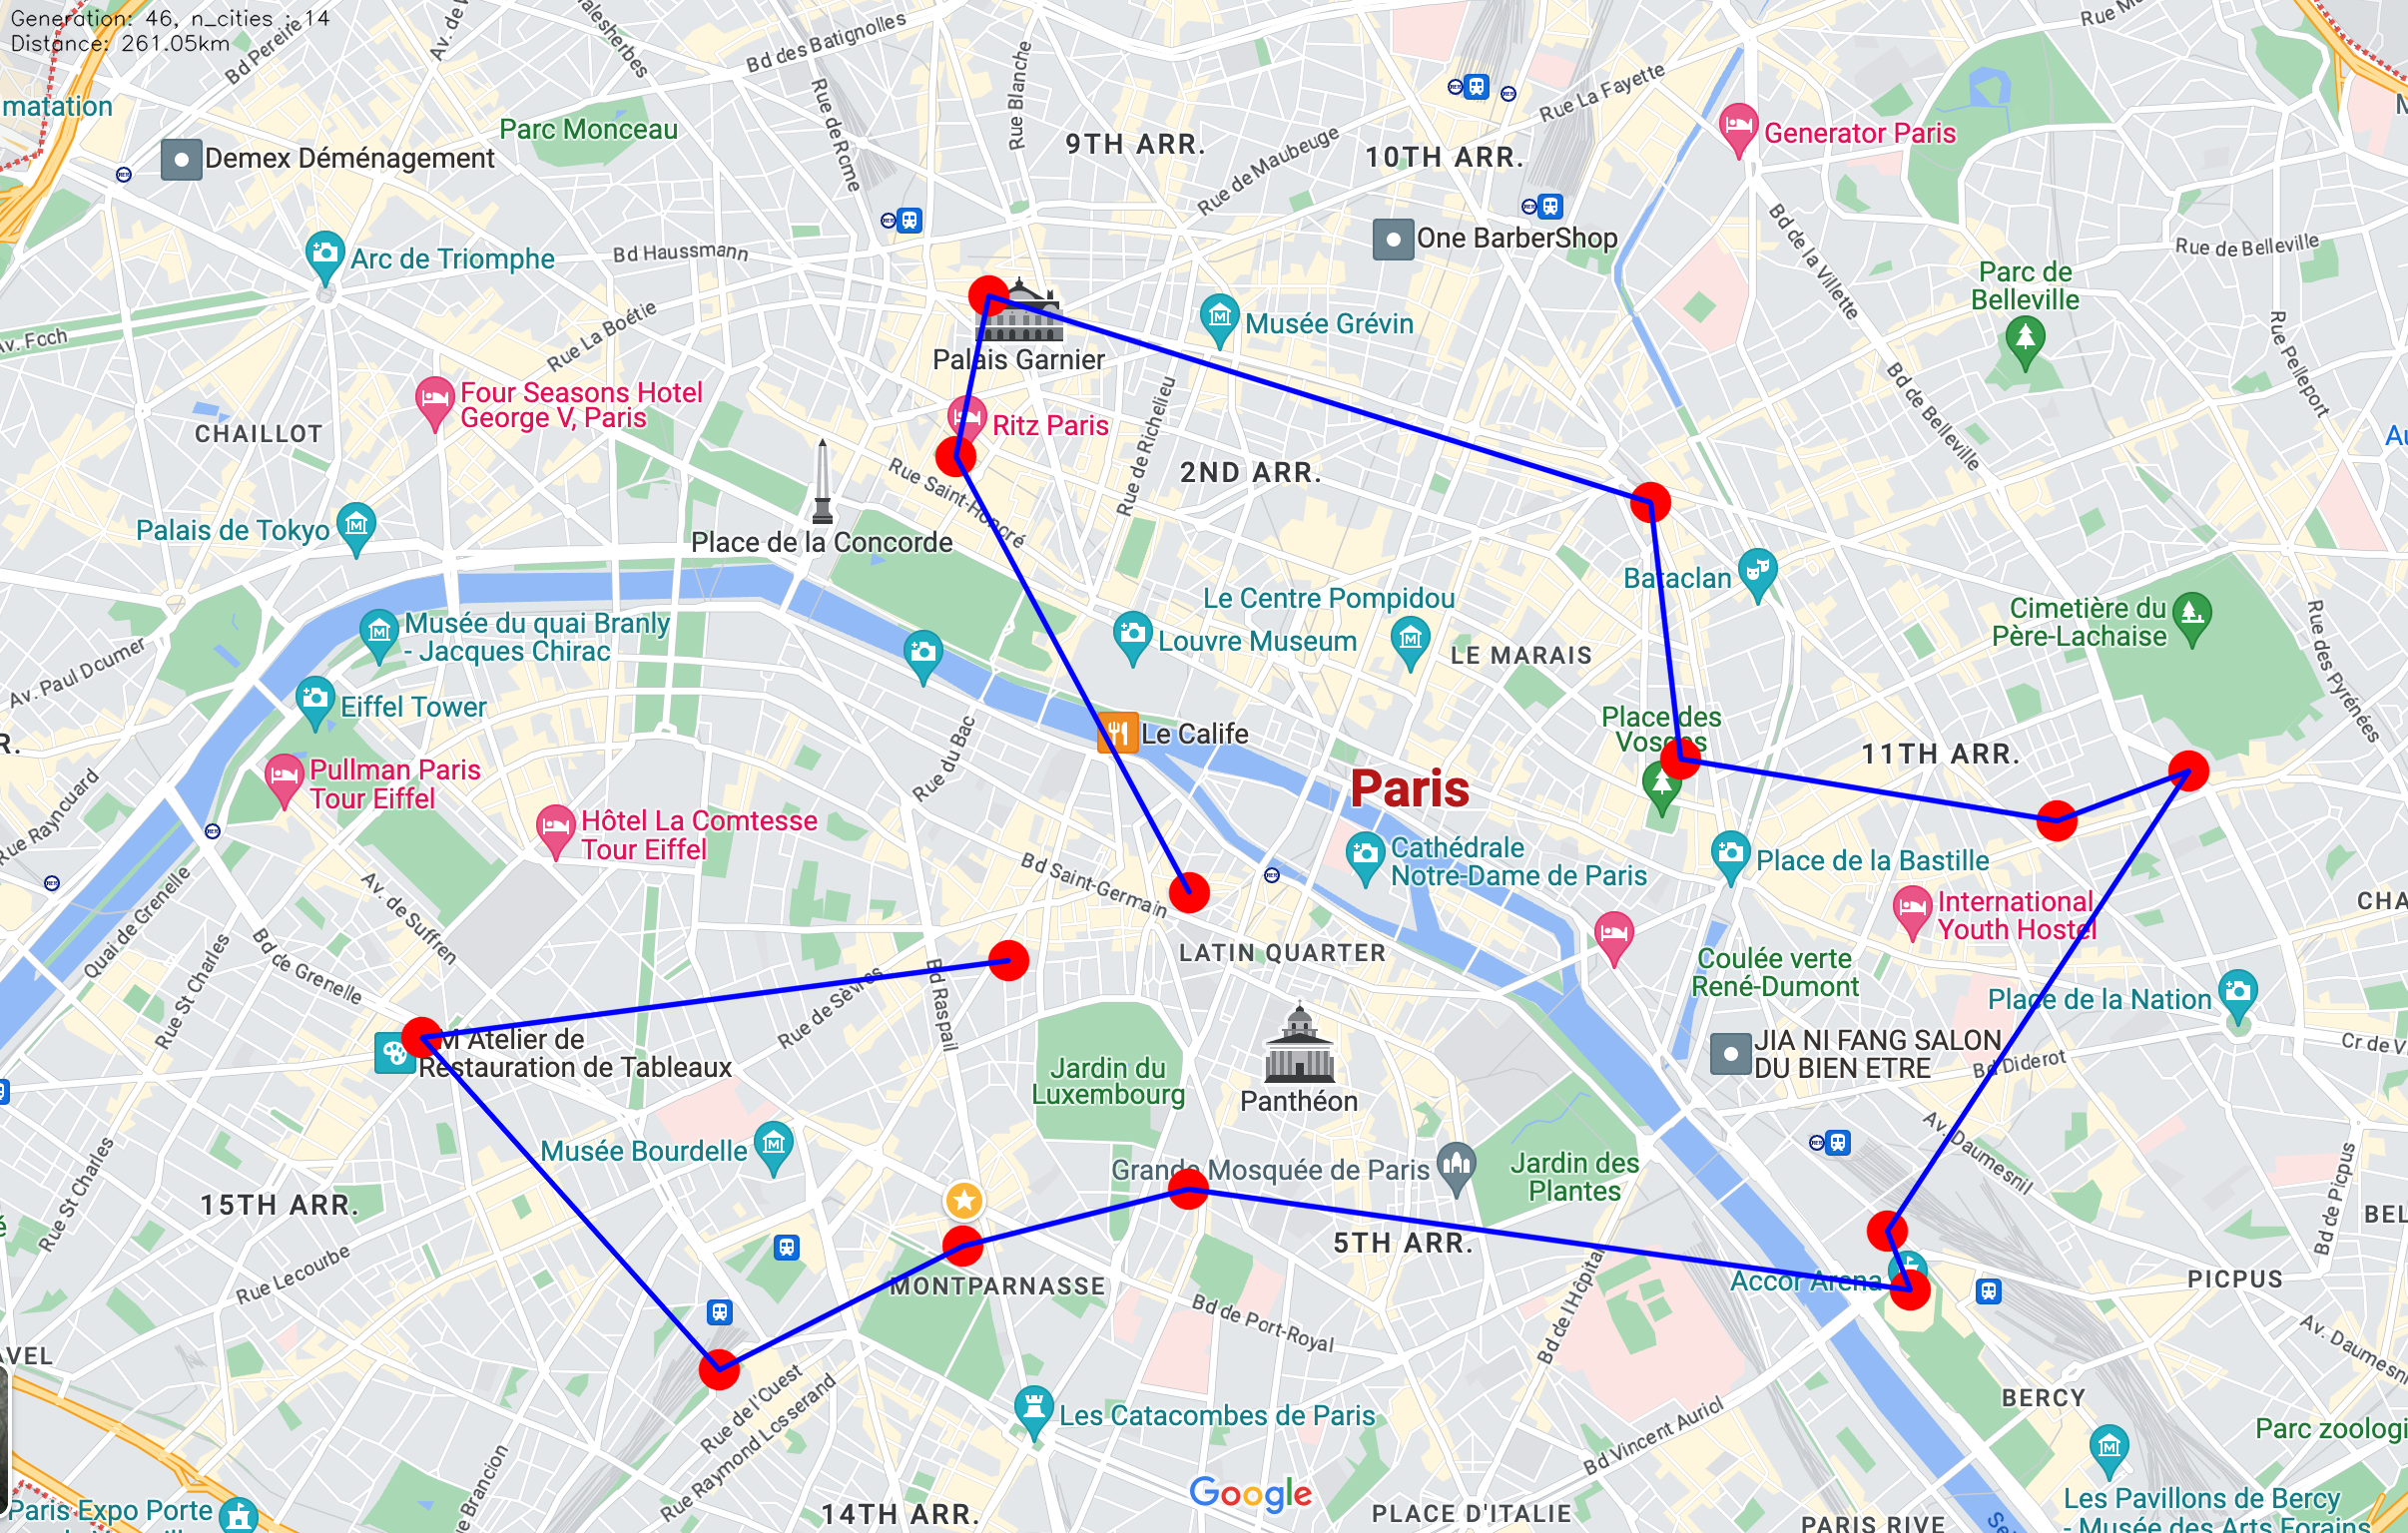 Generation: 46, n_cities : 14
Distance: 261.05km
Bd Pereire
Bd des Batignolles
Rue Blanche
Rue de Rome
matation
Parc Monceau
9TH ARR.
10TH ARR.
Rue de Maubeuge
Rue La Fayette
Generator Paris
Demex Déménagement
Bd de la Villette
One BarberShop
Rue de Belleville
Arc de Triomphe
Bd Haussmann
Parc de
Belleville
Rue La Boétie
Av. Foch
Musée Grévin
Palais Garnier
Rue Pelleport
Four Seasons Hotel
George V, Paris
Ritz Paris
Rue de Richelieu
Bd de Belleville
CHAILLOT
2ND ARR.
Rue Saint-Honoré
Palais de Tokyo
Place de la Concorde
Bataclan
Le Centre Pompidou
Cimetière du
Père-Lachaise
Musée du quai Branly
- Jacques Chirac
Louvre Museum
LE MARAIS
Av. Paul Doumer
Rue des Pyrénées
Eiffel Tower
Place des
Vosges
Le Calife
Rue du Bac
11TH ARR.
R.
Pullman Paris
Tour Eiffel
Paris
Rue Raynouard
Hôtel La Comtesse
Tour Eiffel
Cathédrale
Notre-Dame de Paris
Place de la Bastille
Bd Saint-Germain
International
Youth Hostel
CHA
Quai de Grenelle
Av. de Suffren
Bd de Grenelle
Rue St Charles
LATIN QUARTER
Coulée verte
René-Dumont
Place de la Nation
Rue de Sèvres
Bd Raspail
M Atelier de
Restauration de Tableaux
JIA NI FANG SALON
DU BIEN ETRE
Bd Diderot
Cr de V
Jardin du
Luxembourg
Panthéon
Av. Daumesnil
Musée Bourdelle
Grande Mosquée de Paris
Jardin des
Plantes
Rue St Charles
15TH ARR.
Bd de Picpus
BEL
5TH ARR.
Rue Lecourbe
MONTPARNASSE
Accor Arena
PICPUS
Bd de Port-Royal
Bd de l'Hôpital
Av. Daumesnil
AVEL
Rue de l'Ouest
Rue Raymond Losserand
BERCY
Les Catacombes de Paris
Bd Vincent Auriol
Parc zoologi
Google
Paris Expo Porte
14TH ARR.
PLACE D'ITALIE
PARIS RIVE
Les Pavillons de Bercy
- Musée des Arts Forains